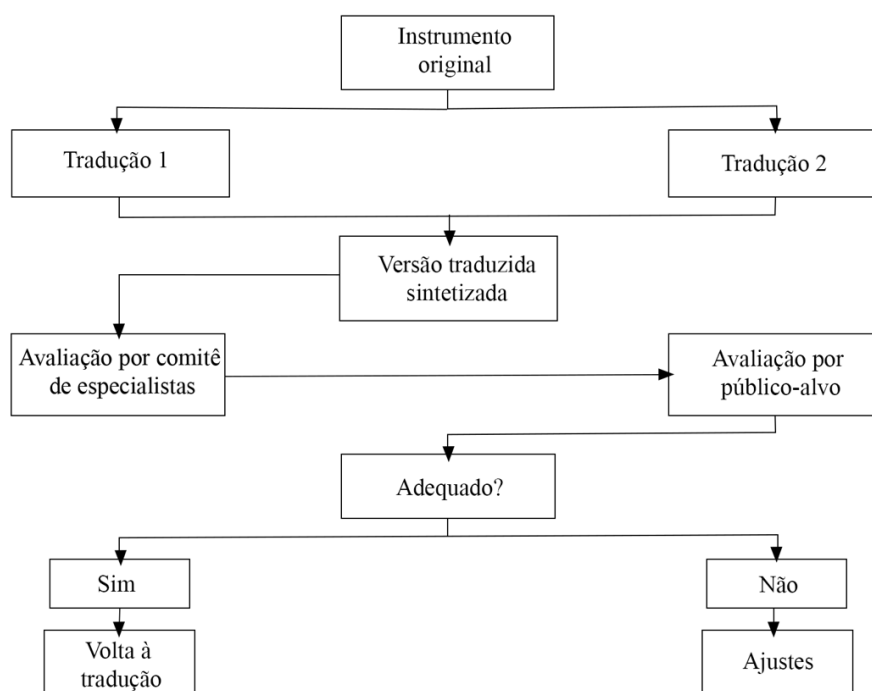 Instrumento
original
Tradução 1
Tradução 2
Versão traduzida
sintetizada
Avaliação por comitê
de especialistas
Avaliação por
público-alvo
Adequado?
Sim
Não
Volta à
tradução
Ajustes